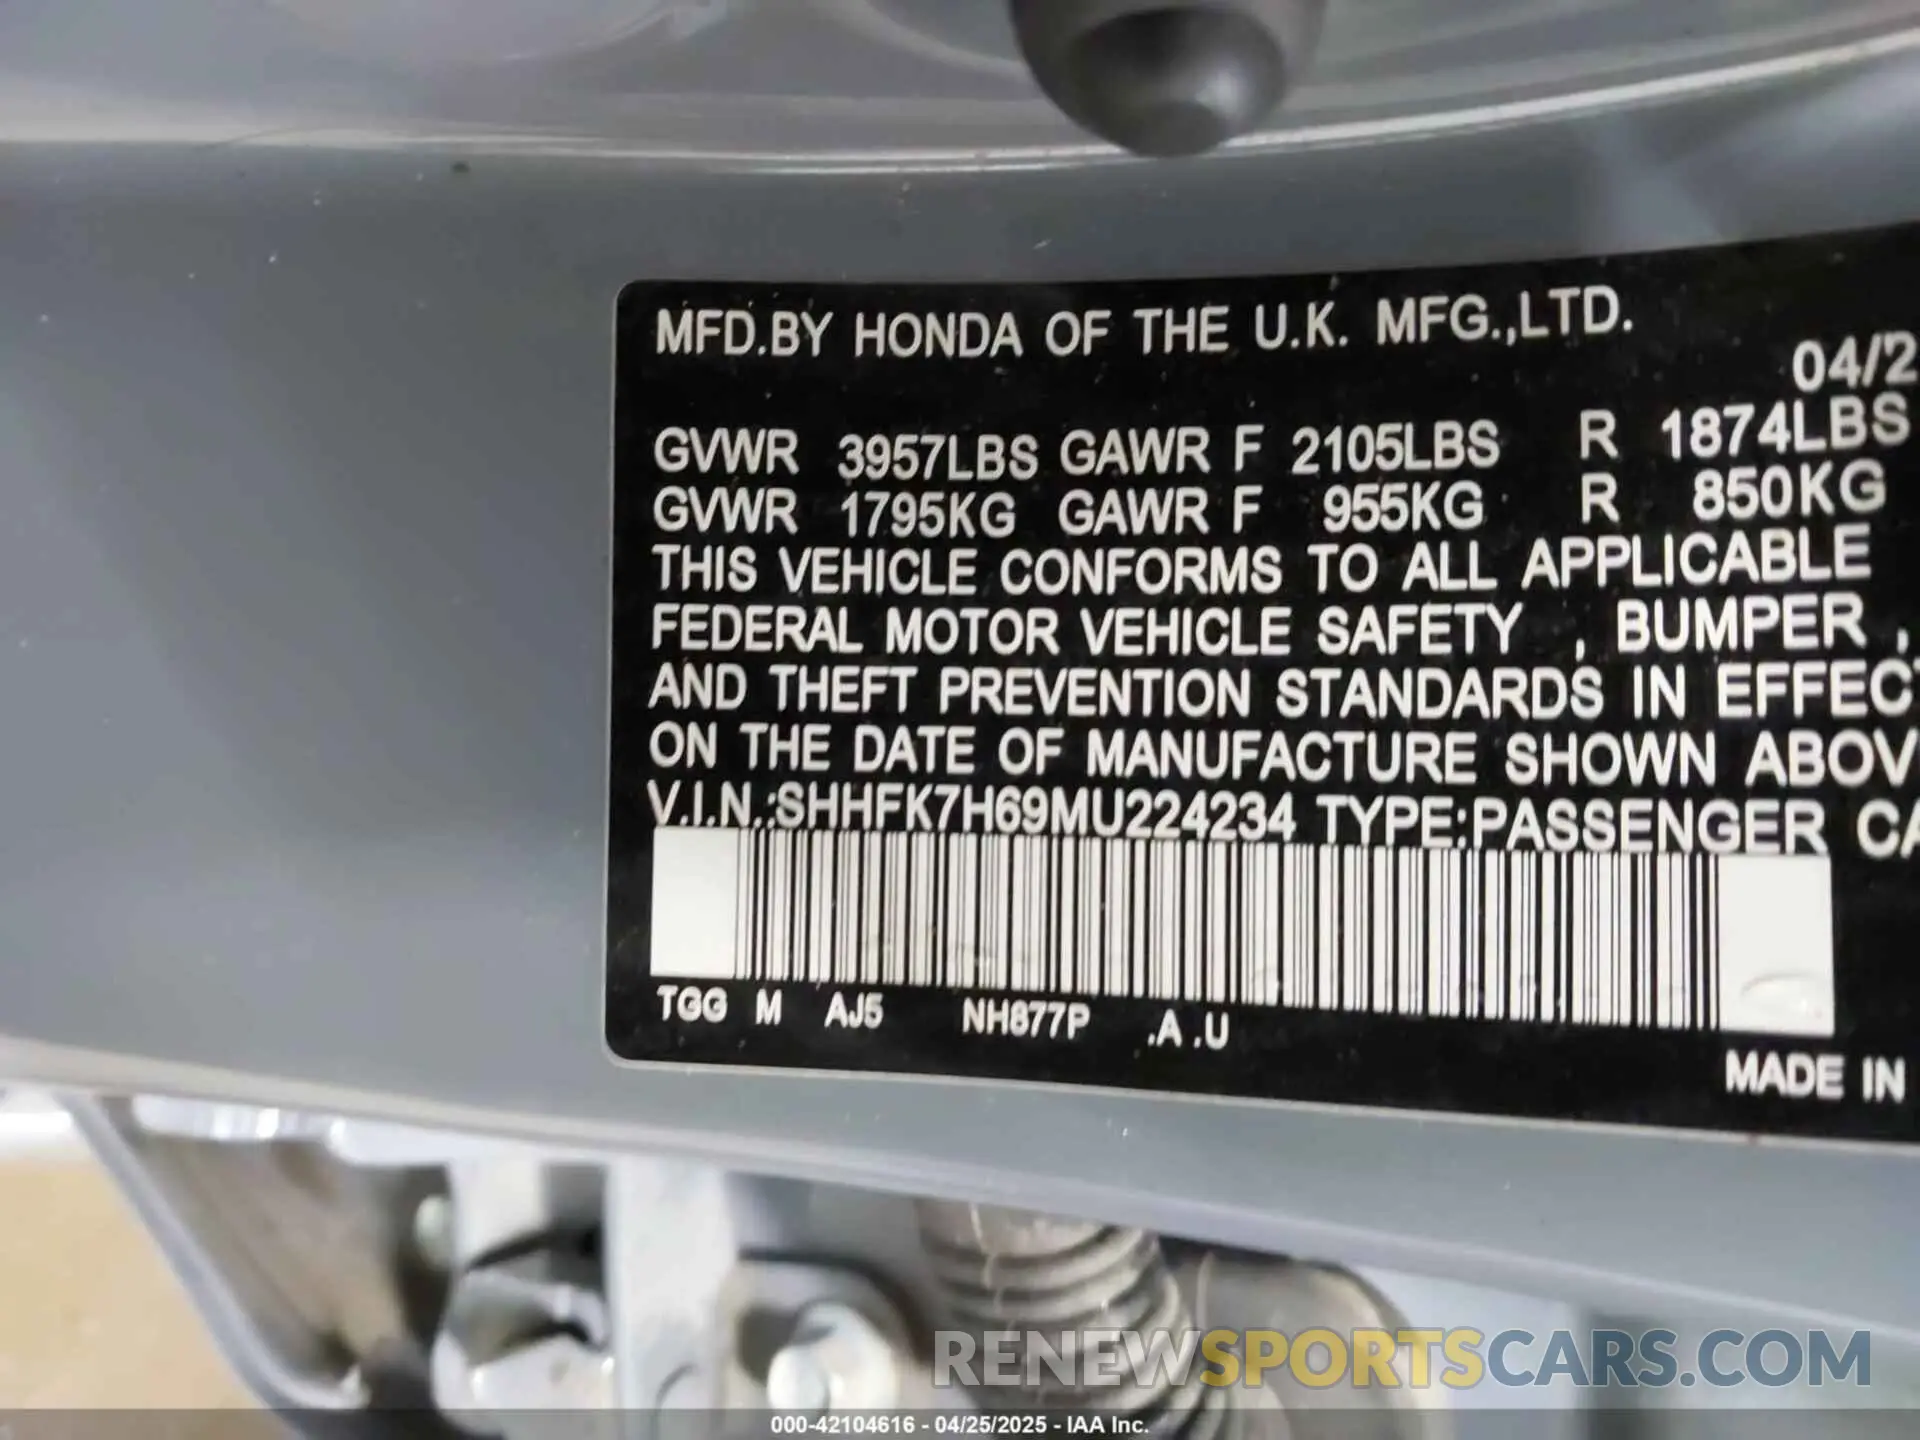 MFD.BY HONDA OF THE U.K. MFG.,LTD.
04/2
GVWR 3957LBS GAWR F 2105LBS R 1874LBS
GVWR 1795KG GAWR F 955KG R 850KG
THIS VEHICLE CONFORMS TO ALL APPLICABLE
FEDERAL MOTOR VEHICLE SAFETY , BUMPER ,
AND THEFT PREVENTION STANDARDS IN EFFECT
ON THE DATE OF MANUFACTURE SHOWN ABOV
V.I.N.:SHHFK7H69MU224234 TYPE:PASSENGER CA
TGG M AJ5 NH877P .A .U
MADE IN
RENEWSPORTSCARS.COM
000-42104616 - 04/25/2025 - IAA Inc.